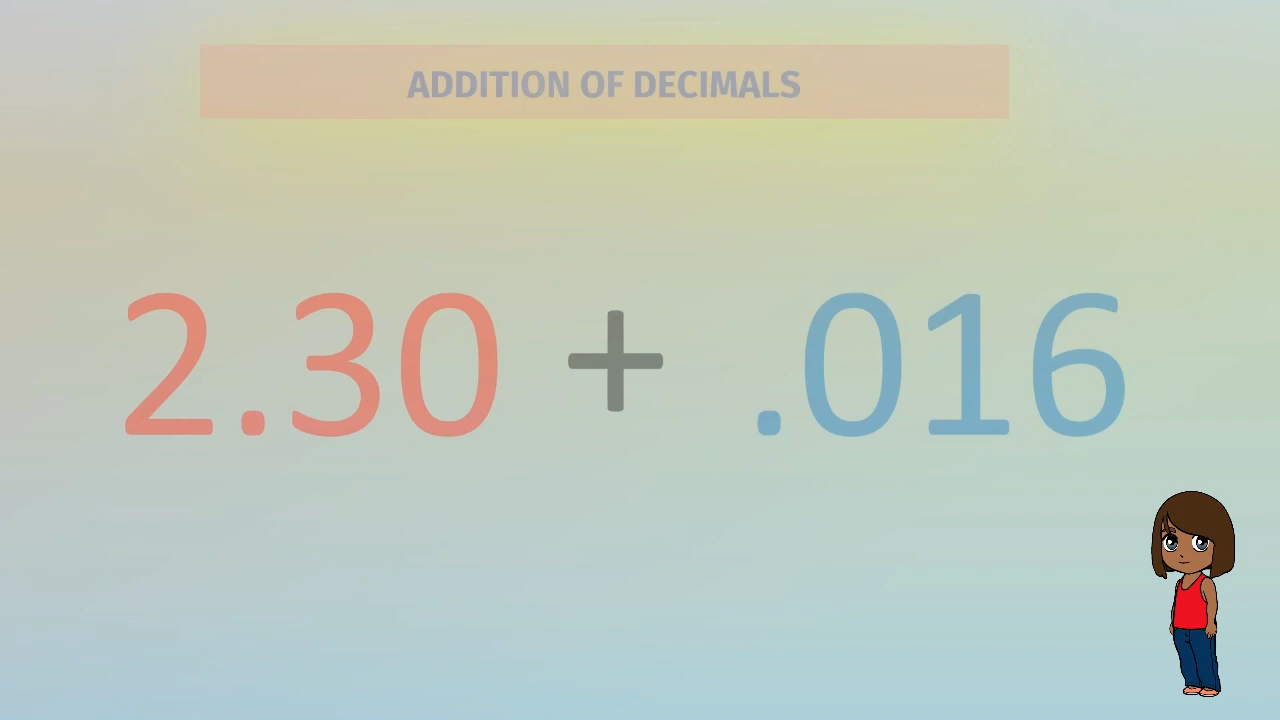 ADDITION OF DECIMALS
2.30 + .016